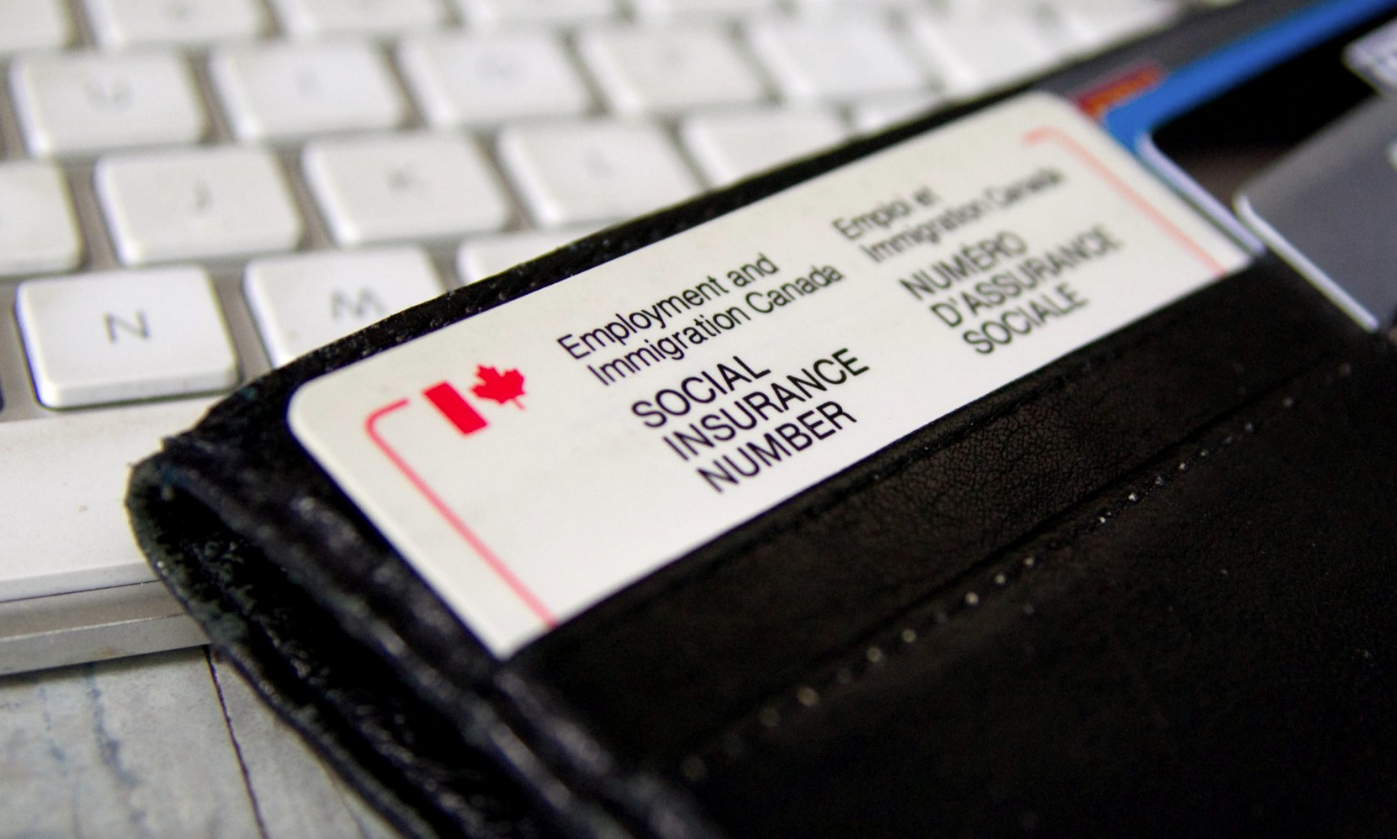 Employment and
Immigration Canada
SOCIAL
INSURANCE
NUMBER
Emploi et
Immigration Canada
NUMÉRO
D'ASSURANCE
SOCIALE
U
J
K
L
N
M